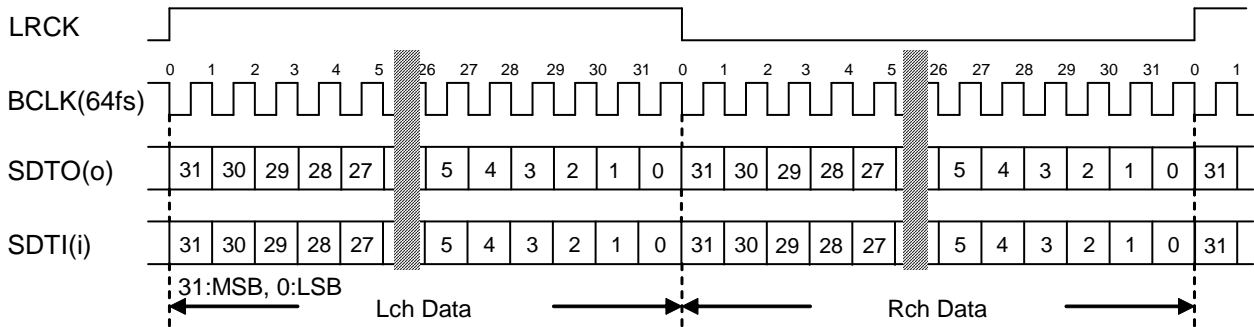 LRCK
0 1 2 3 4 5 26 27 28 29 30 31 0 1 2 3 4 5 26 27 28 29 30 31 0 1
BCLK(64fs)
SDTO(o) 31 30 29 28 27 5 4 3 2 1 0 31 30 29 28 27 5 4 3 2 1 0 31
SDTI(i) 31 30 29 28 27 5 4 3 2 1 0 31 30 29 28 27 5 4 3 2 1 0 31
31:MSB, 0:LSB
Lch Data Rch Data